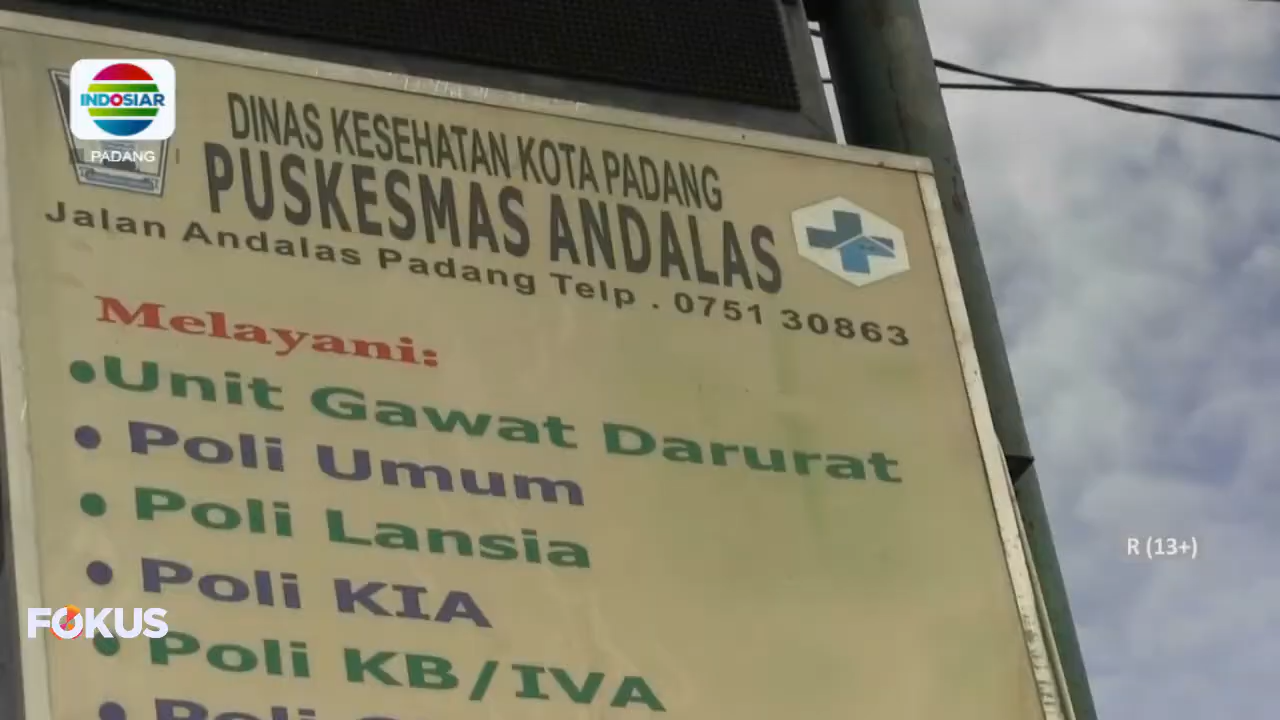 INDOSIAR
PADANG
DINAS KESEHATAN KOTA PADANG
PUSKESMAS ANDALAS
Jalan Andalas Padang Telp . 0751 30863
Melayani:
•Unit Gawat Darurat
• Poli Umum
• Poli Lansia
• Poli KIA
• Poli KB/IVA
• Poli
R (13+)
FOKUS